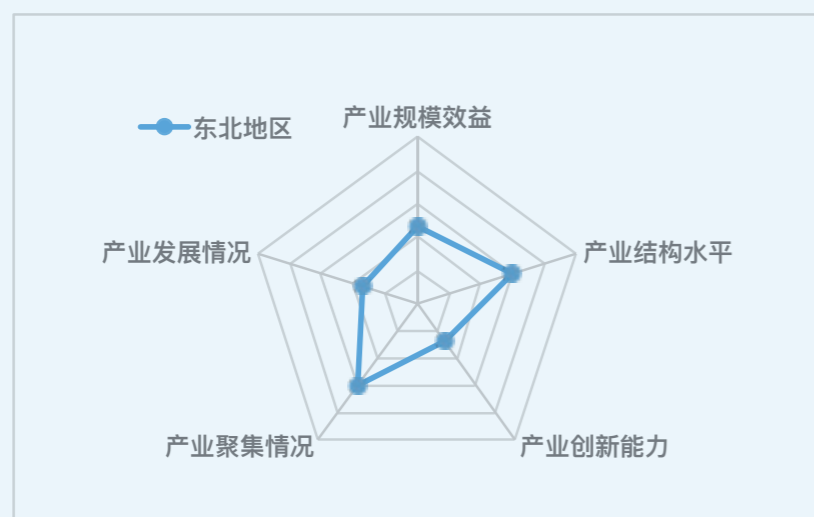 产业规模效益
东北地区
产业发展情况
产业结构水平
产业聚集情况
产业创新能力